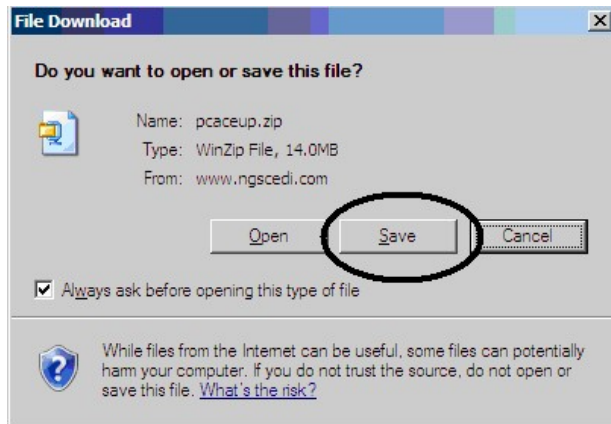 File Download
Do you want to open or save this file?
Name: pcaceup.zip
Type: WinZip File, 14.0MB
From: www.ngscedi.com
Open Save Cancel
Always ask before opening this type of file
While files from the Internet can be useful, some files can potentially
harm your computer. If you do not trust the source, do not open or
save this file. What's the risk?